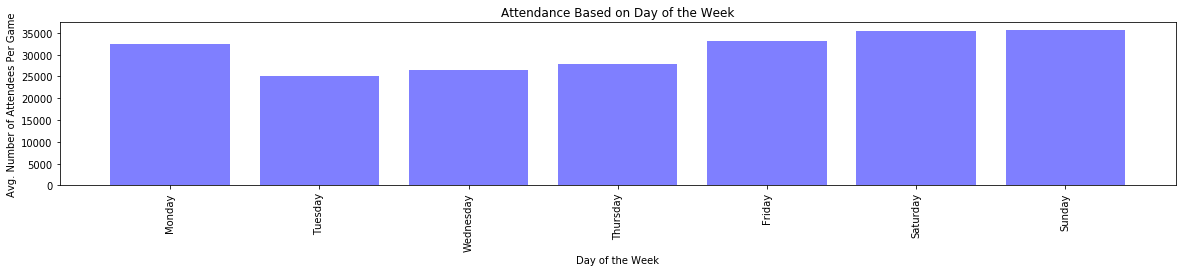 Attendance Based on Day of the Week
Avg. Number of Attendees Per Game
35000
30000
25000
20000
15000
10000
5000
0
Monday
Tuesday
Wednesday
Thursday
Friday
Saturday
Sunday
Day of the Week